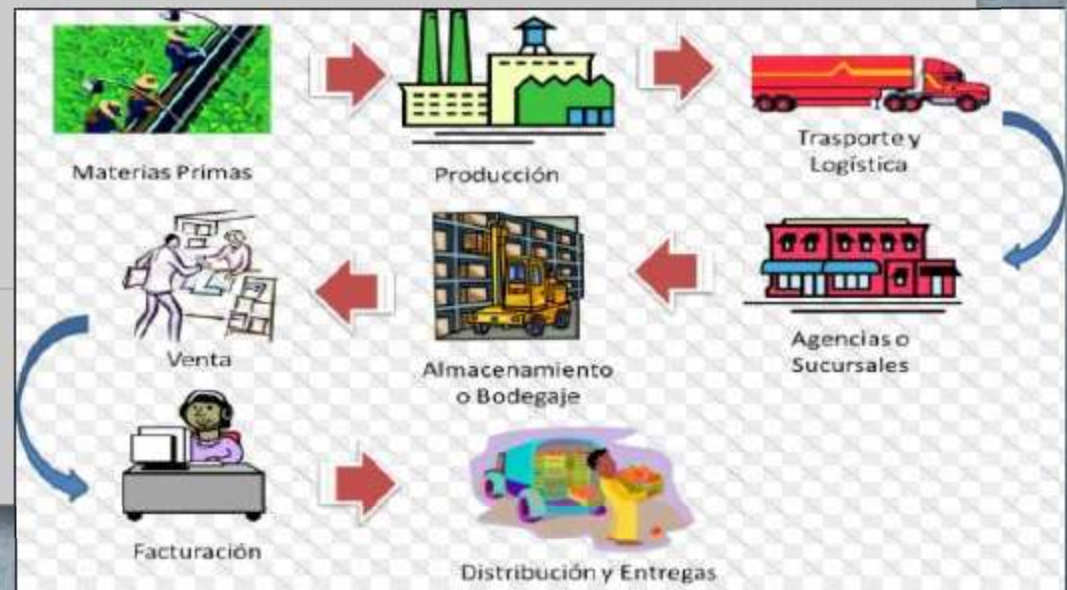 Materias Primas
Producción
Trasporte y
Logística
Venta
Almacenamiento
o Bodegaje
Agencias o
Sucursales
Facturación
Distribución y Entregas